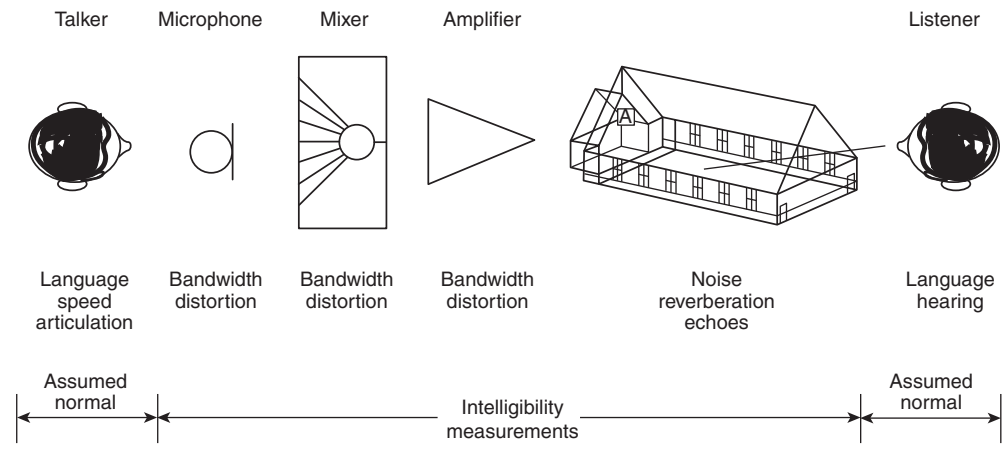 Talker
Microphone
Mixer
Amplifier
Listener
A
Language
speed
articulation
Bandwidth
distortion
Bandwidth
distortion
Bandwidth
distortion
Noise
reverberation
echoes
Language
hearing
Assumed
normal
Intelligibility
measurements
Assumed
normal